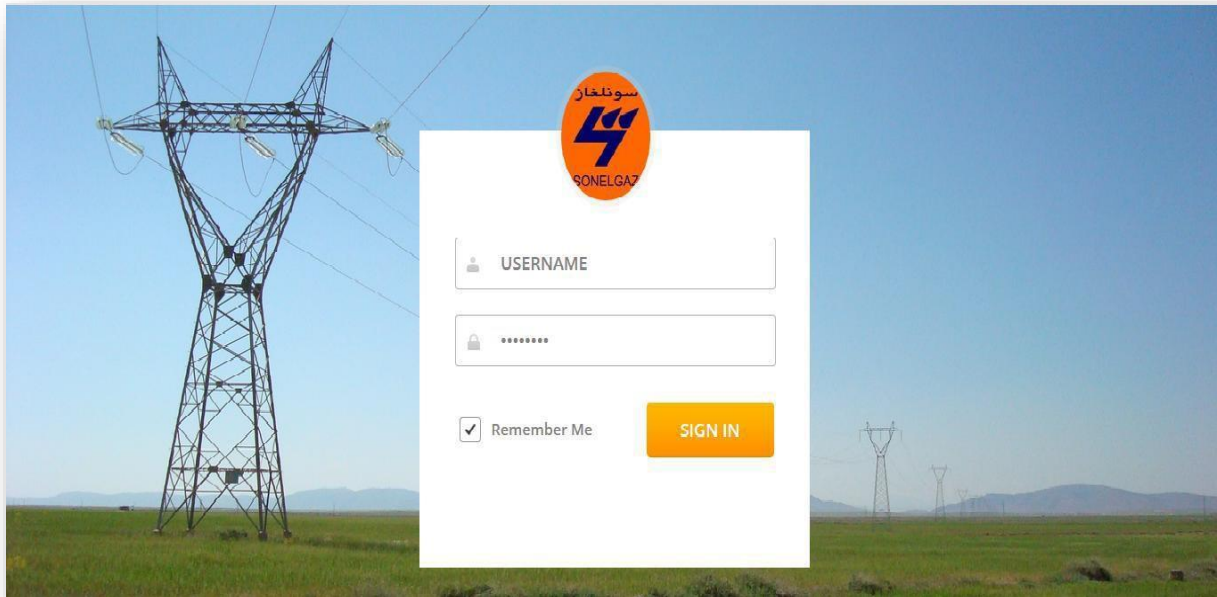 سونلغاز
SONELGAZ
USERNAME
••••••••
Remember Me
SIGN IN